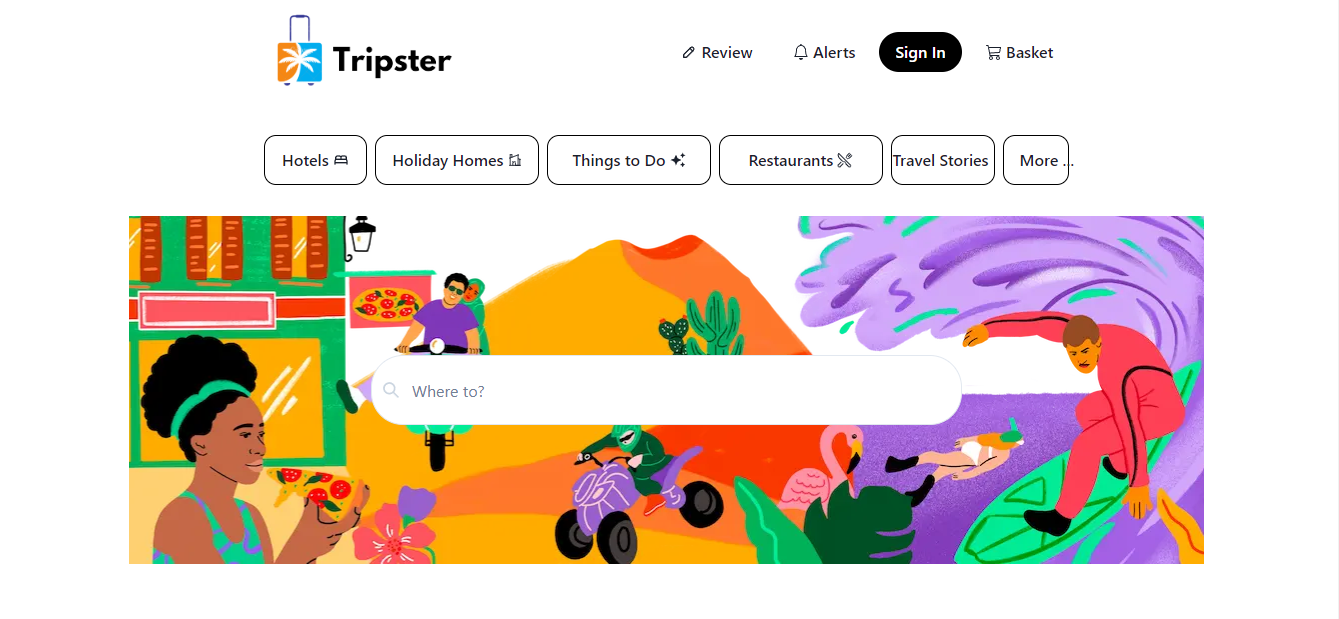 Tripster
Review Alerts Sign In Basket
Hotels Holiday Homes Things to Do Restaurants Travel Stories More ...
Where to?